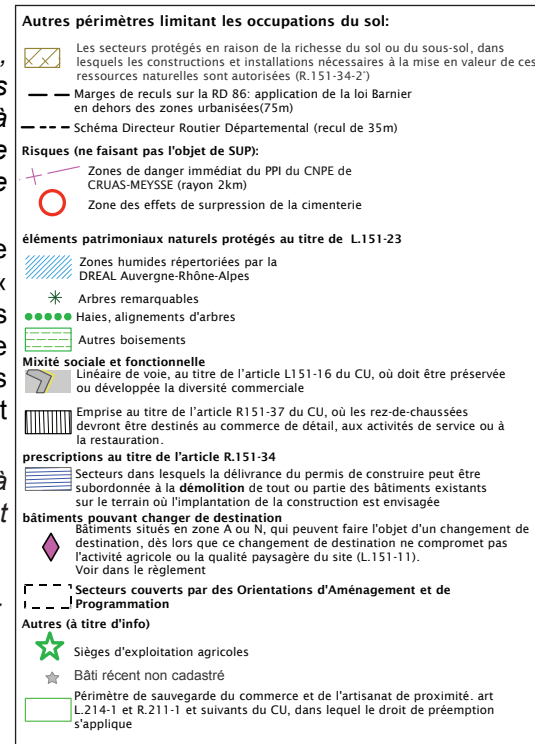 Autres périmètres limitant les occupations du sol:
Les secteurs protégés en raison de la richesse du sol ou du sous-sol, dans
lesquels les constructions et installations nécessaires à la mise en valeur de ces
ressources naturelles sont autorisées (R.151-34-2°)
Marges de reculs sur la RD 86: application de la loi Barnier
en dehors des zones urbanisées(75m)
Schéma Directeur Routier Départemental (recul de 35m)
Risques (ne faisant pas l'objet de SUP):
Zones de danger immédiat du PPI du CNPE de
CRUAS-MEYSSE (rayon 2km)
Zone des effets de surpression de la cimenterie
éléments patrimoniaux naturels protégés au titre de L.151-23
Zones humides répertoriées par la
DREAL Auvergne-Rhône-Alpes
Arbres remarquables
Haies, alignements d'arbres
Autres boisements
Mixité sociale et fonctionnelle
Linéaire de voie, au titre de l'article L151-16 du CU, où doit être préservée
ou développée la diversité commerciale
Emprise au titre de l'article R151-37 du CU, où les rez-de-chaussées
devront être destinés au commerce de détail, aux activités de service ou à
la restauration.
prescriptions au titre de l'article R.151-34
Secteurs dans lesquels la délivrance du permis de construire peut être
subordonnée à la démolition de tout ou partie des bâtiments existants
sur le terrain où l'implantation de la construction est envisagée
bâtiments pouvant changer de destination
Bâtiments situés en zone A ou N, qui peuvent faire l'objet d'un changement de
destination, dès lors que ce changement de destination ne compromet pas
l'activité agricole ou la qualité paysagère du site (L.151-11).
Voir dans le règlement
Secteurs couverts par des Orientations d'Aménagement et de
Programmation
Autres (à titre d'info)
Sièges d'exploitation agricoles
Bâti récent non cadastré
Périmètre de sauvegarde du commerce et de l'artisanat de proximité. art
L.214-1 et R.211-1 et suivants du CU, dans lequel le droit de préemption
s'applique